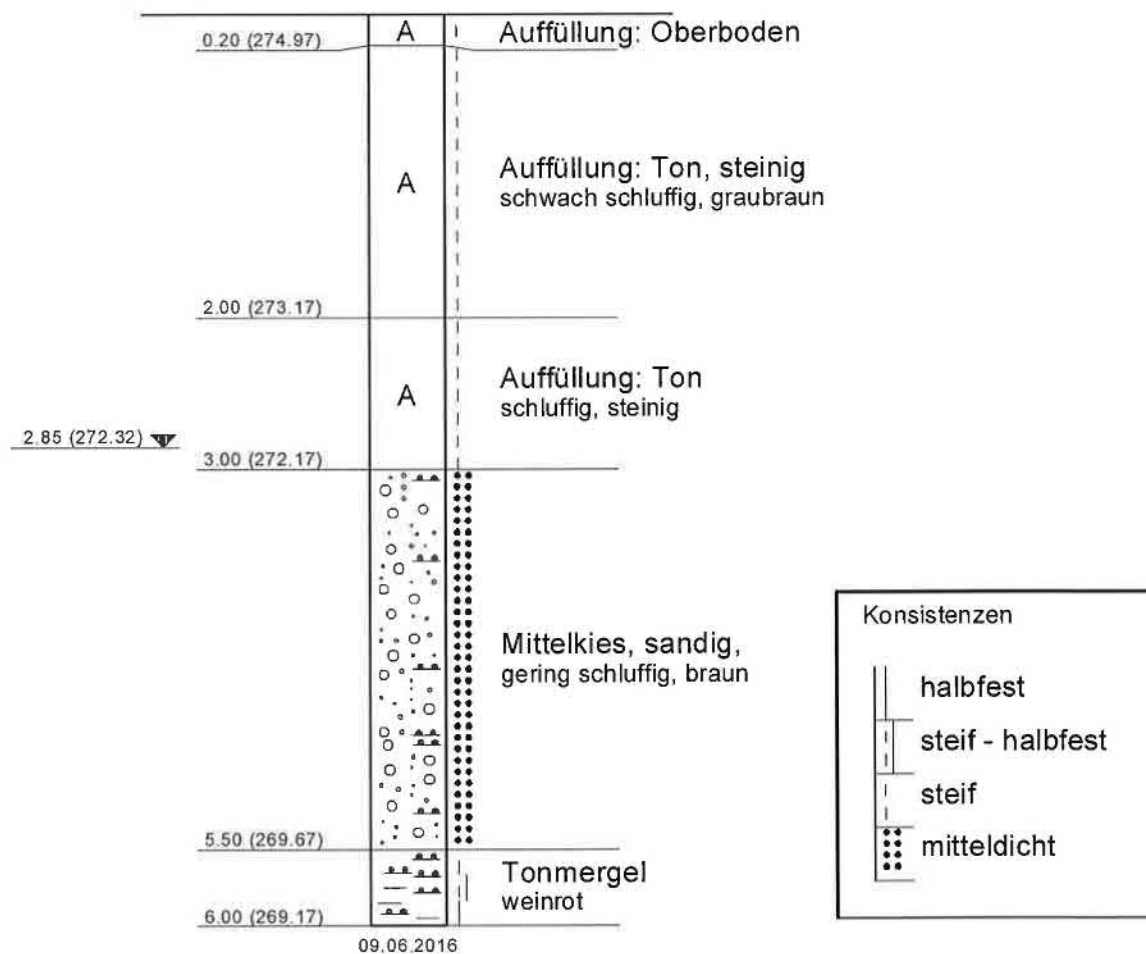 A
Auffüllung: Oberboden
0.20 (274.97)
A
Auffüllung: Ton, steinig
schwach schluffig, graubraun
2.00 (273.17)
A
Auffüllung: Ton
schluffig, steinig
2.85 (272.32)
3.00 (272.17)
Mittelkies, sandig,
gering schluffig, braun
5.50 (269.67)
Tonmergel
weinrot
6.00 (269.17)
09.06.2016
Konsistenzen
halbfest
steif - halbfest
steif
mitteldicht